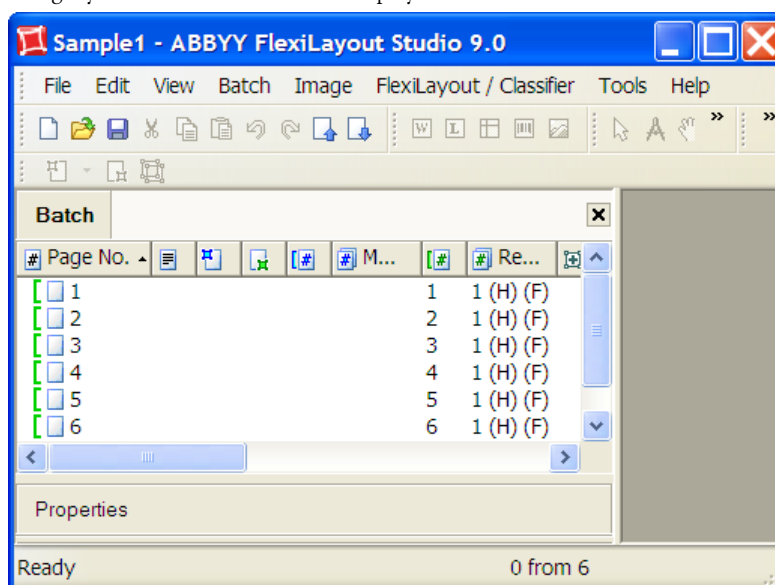 Sample1 - ABBYY FlexiLayout Studio 9.0
File Edit View Batch Image FlexiLayout / Classifier Tools Help
Batch
Page No. M... Re...
1 1 1 (H) (F)
2 2 1 (H) (F)
3 3 1 (H) (F)
4 4 1 (H) (F)
5 5 1 (H) (F)
6 6 1 (H) (F)
Properties
Ready 0 from 6